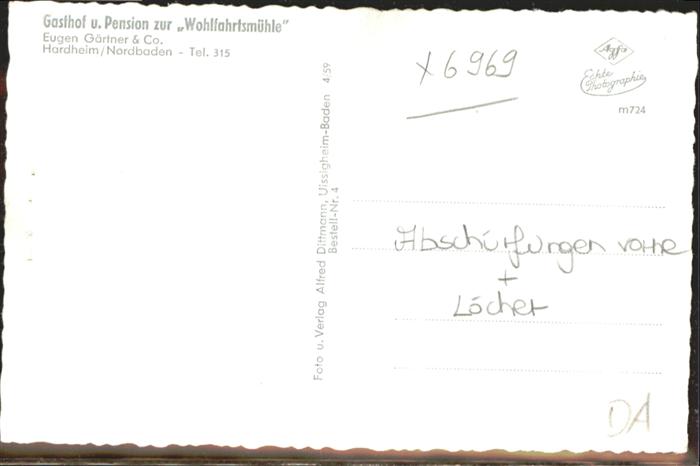 Gasthof u. Pension zur „Wohlfahrtsmühle"
Eugen Gärtner & Co.
Hardheim/Nordbaden - Tel. 315
x6969
Agfa
Echte
Photographie
m724
Foto u. Verlag Alfred Dittmann, Uissigheim-Baden 4/59
Bestell-Nr. 4
Abschürfungen vorne
+
Löcher
DA